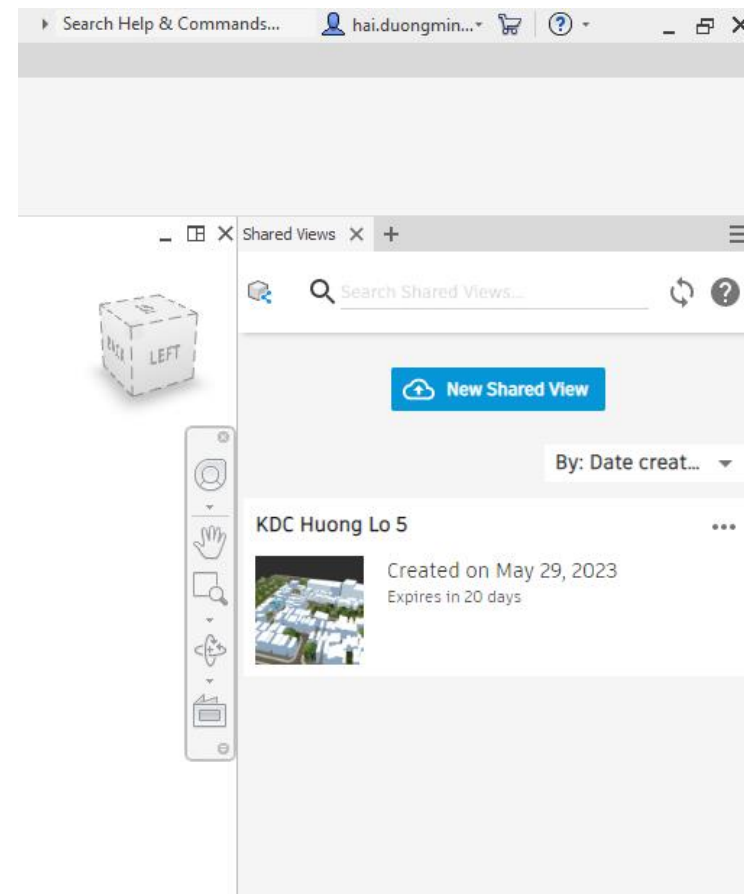 Search Help & Commands...
hai.duongmin...
Shared Views
Search Shared Views...
BACK
LEFT
New Shared View
By: Date creat...
KDC Huong Lo 5
Created on May 29, 2023
Expires in 20 days